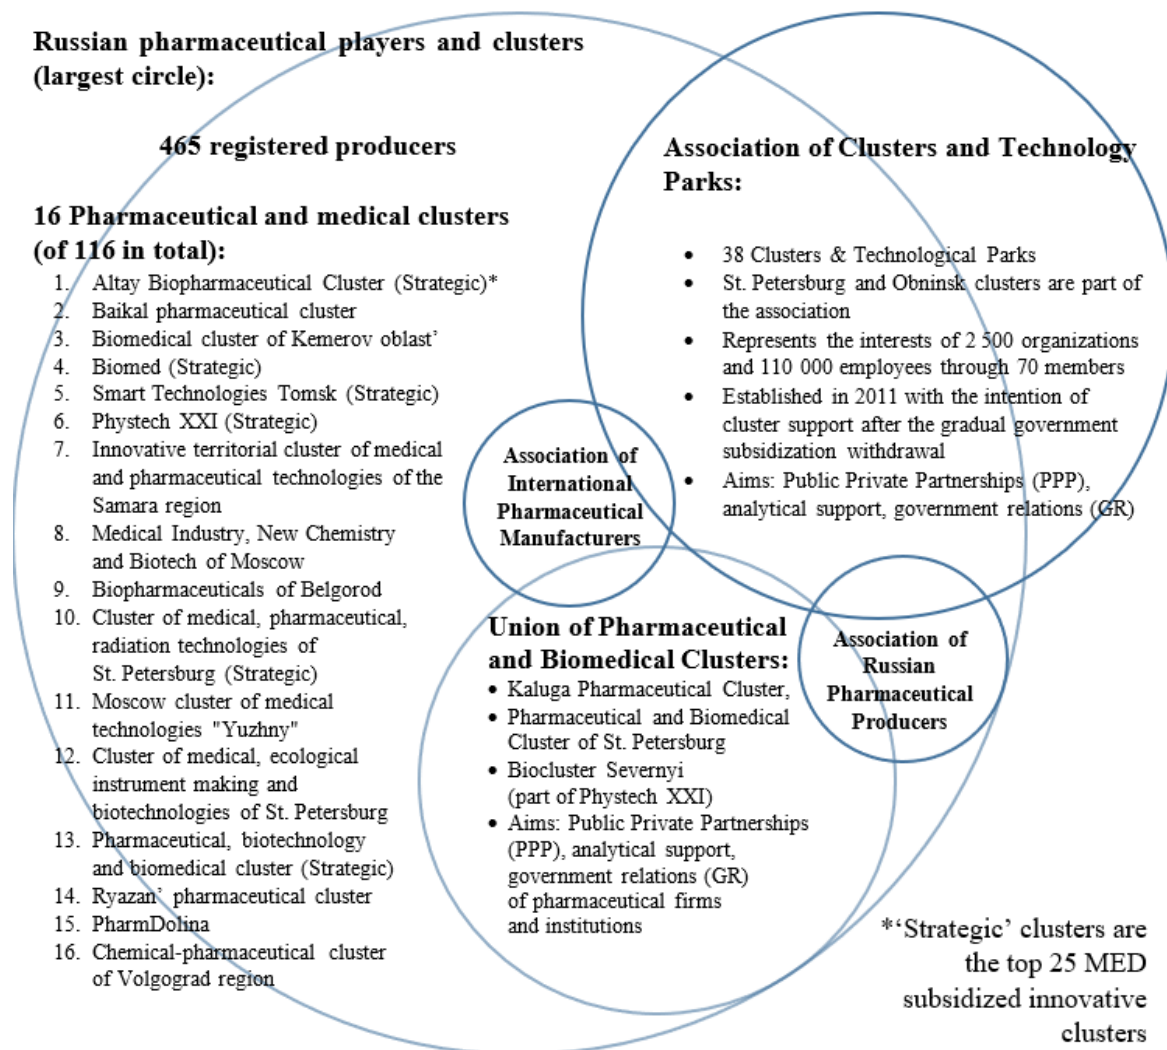 Russian pharmaceutical players and clusters
(largest circle):
465 registered producers
16 Pharmaceutical and medical clusters
(of 116 in total):
1. Altay Biopharmaceutical Cluster (Strategic)*
2. Baikal pharmaceutical cluster
3. Biomedical cluster of Kemerov oblast’
4. Biomed (Strategic)
5. Smart Technologies Tomsk (Strategic)
6. Phystech XXI (Strategic)
7. Innovative territorial cluster of medical
and pharmaceutical technologies of the
Samara region
8. Medical Industry, New Chemistry
and Biotech of Moscow
9. Biopharmaceuticals of Belgorod
10. Cluster of medical, pharmaceutical,
radiation technologies of
St. Petersburg (Strategic)
11. Moscow cluster of medical
technologies "Yuzhny"
12. Cluster of medical, ecological
instrument making and
biotechnologies of St. Petersburg
13. Pharmaceutical, biotechnology
and biomedical cluster (Strategic)
14. Ryazan’ pharmaceutical cluster
15. PharmDolina
16. Chemical-pharmaceutical cluster
of Volgograd region
Association of Clusters and Technology
Parks:
• 38 Clusters & Technological Parks
• St. Petersburg and Obninsk clusters are part of
the association
• Represents the interests of 2 500 organizations
and 110 000 employees through 70 members
• Established in 2011 with the intention of
cluster support after the gradual government
subsidization withdrawal
• Aims: Public Private Partnerships (PPP),
analytical support, government relations (GR)
Association of
International
Pharmaceutical
Manufacturers
Union of Pharmaceutical
and Biomedical Clusters:
• Kaluga Pharmaceutical Cluster,
• Pharmaceutical and Biomedical
Cluster of St. Petersburg
• Biocluster Severnyi
(part of Phystech XXI)
• Aims: Public Private Partnerships
(PPP), analytical support,
government relations (GR)
of pharmaceutical firms
and institutions
Association of
Russian
Pharmaceutical
Producers
*‘Strategic’ clusters are
the top 25 MED
subsidized innovative
clusters